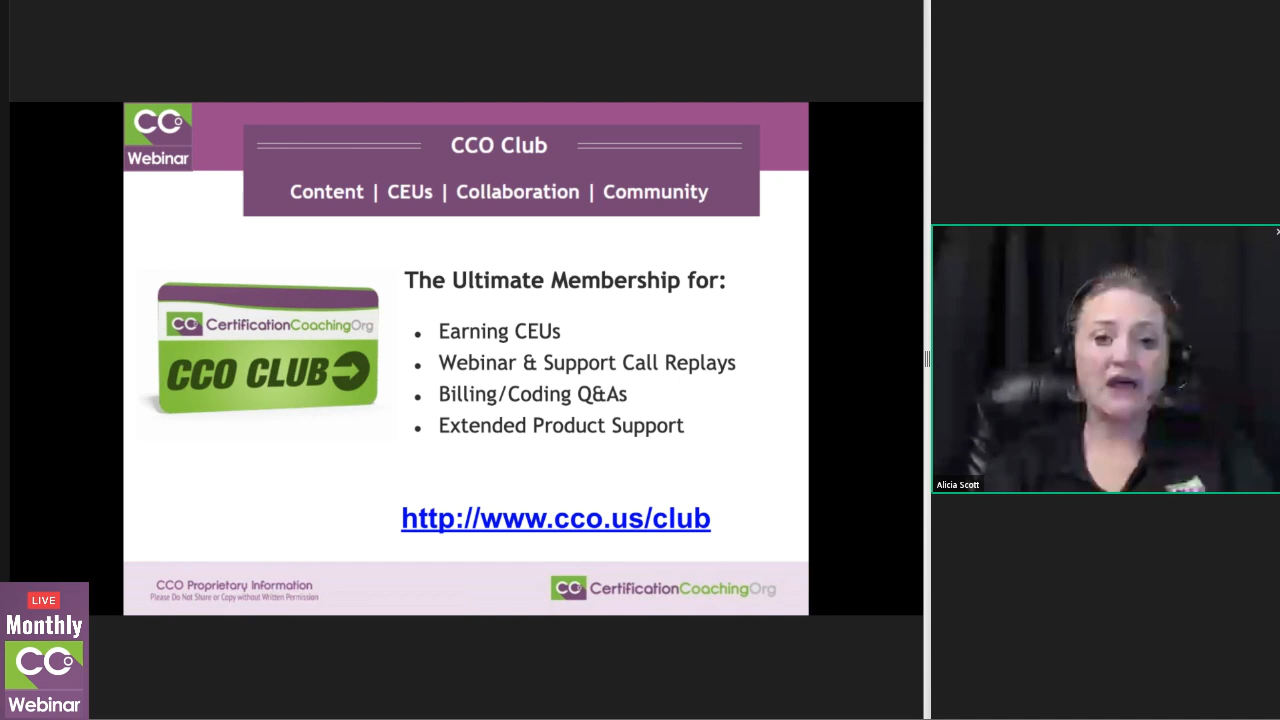 CCO
Webinar
CCO Club
Content | CEUs | Collaboration | Community
CCO CertificationCoachingOrg
CCO CLUB
The Ultimate Membership for:
• Earning CEUs
• Webinar & Support Call Replays
• Billing/Coding Q&As
• Extended Product Support
http://www.cco.us/club
CCO Proprietary Information
Please Do Not Share or Copy without Written Permission
CCO CertificationCoachingOrg
Alicia Scott
LIVE
Monthly
CCO
Webinar